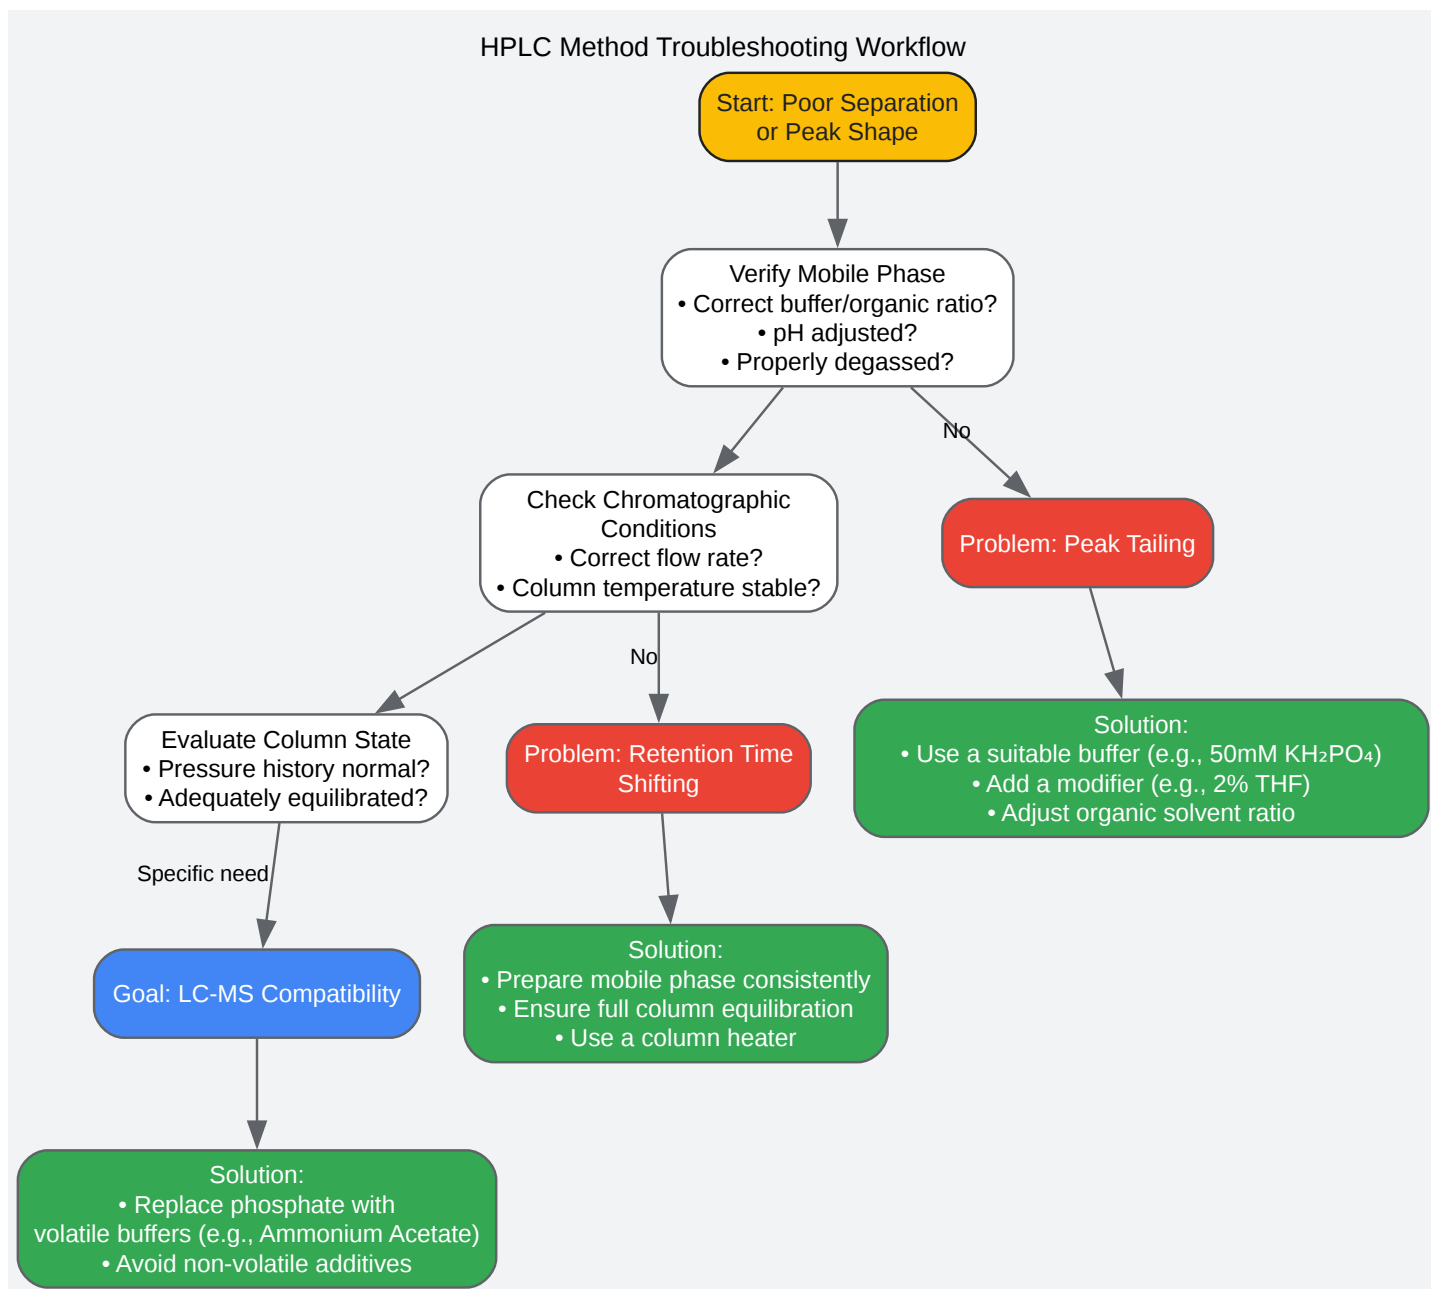 HPLC Method Troubleshooting Workflow
Start: Poor Separation
or Peak Shape
Verify Mobile Phase
• Correct buffer/organic ratio?
• pH adjusted?
• Properly degassed?
No
Check Chromatographic
Conditions
• Correct flow rate?
• Column temperature stable?
Problem: Peak Tailing
No
Evaluate Column State
• Pressure history normal?
• Adequately equilibrated?
Problem: Retention Time
Shifting
Solution:
• Use a suitable buffer (e.g., 50mM KH₂PO₄)
• Add a modifier (e.g., 2% THF)
• Adjust organic solvent ratio
Specific need
Goal: LC-MS Compatibility
Solution:
• Prepare mobile phase consistently
• Ensure full column equilibration
• Use a column heater
Solution:
• Replace phosphate with
volatile buffers (e.g., Ammonium Acetate)
• Avoid non-volatile additives